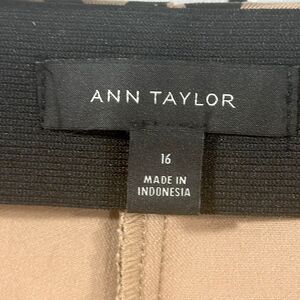 ANN TAYLOR
16
MADE IN
INDONESIA